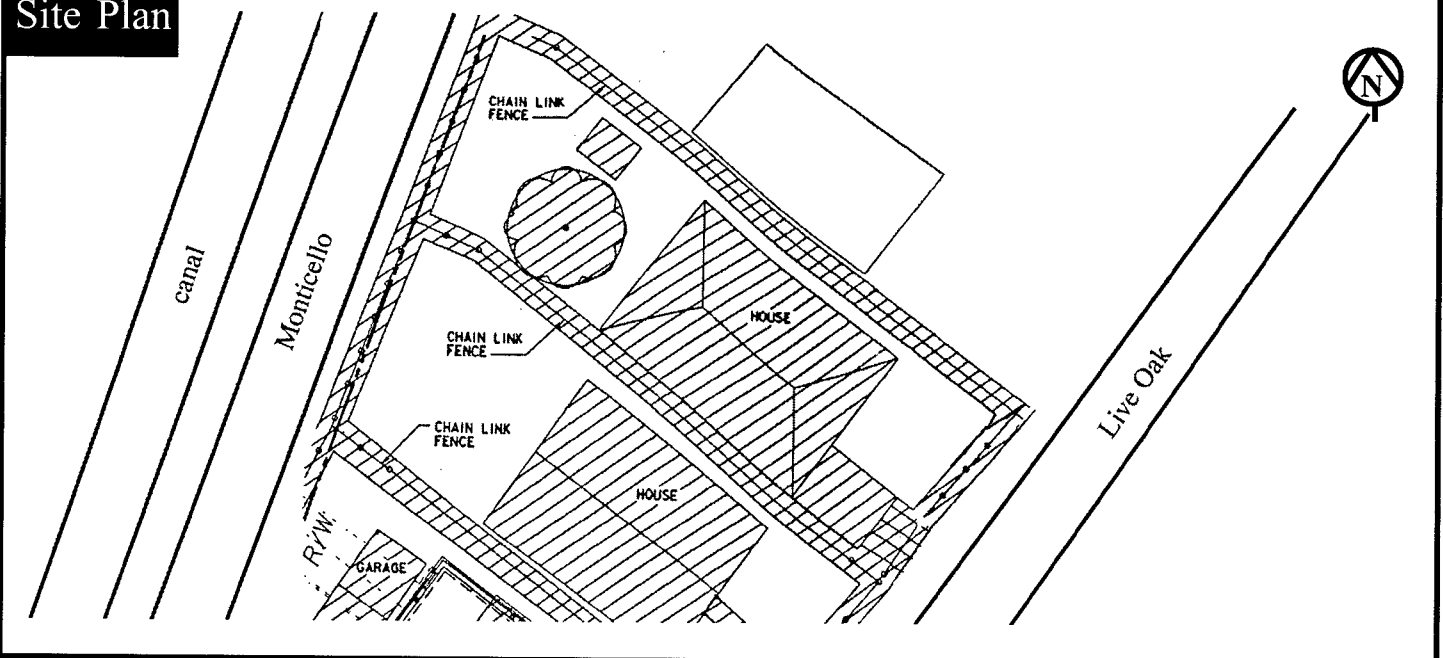 Site Plan
N
CHAIN LINK
FENCE
canal
Monticello
HOUSE
CHAIN LINK
FENCE
Live Oak
CHAIN LINK
FENCE
HOUSE
R/W.
GARAGE